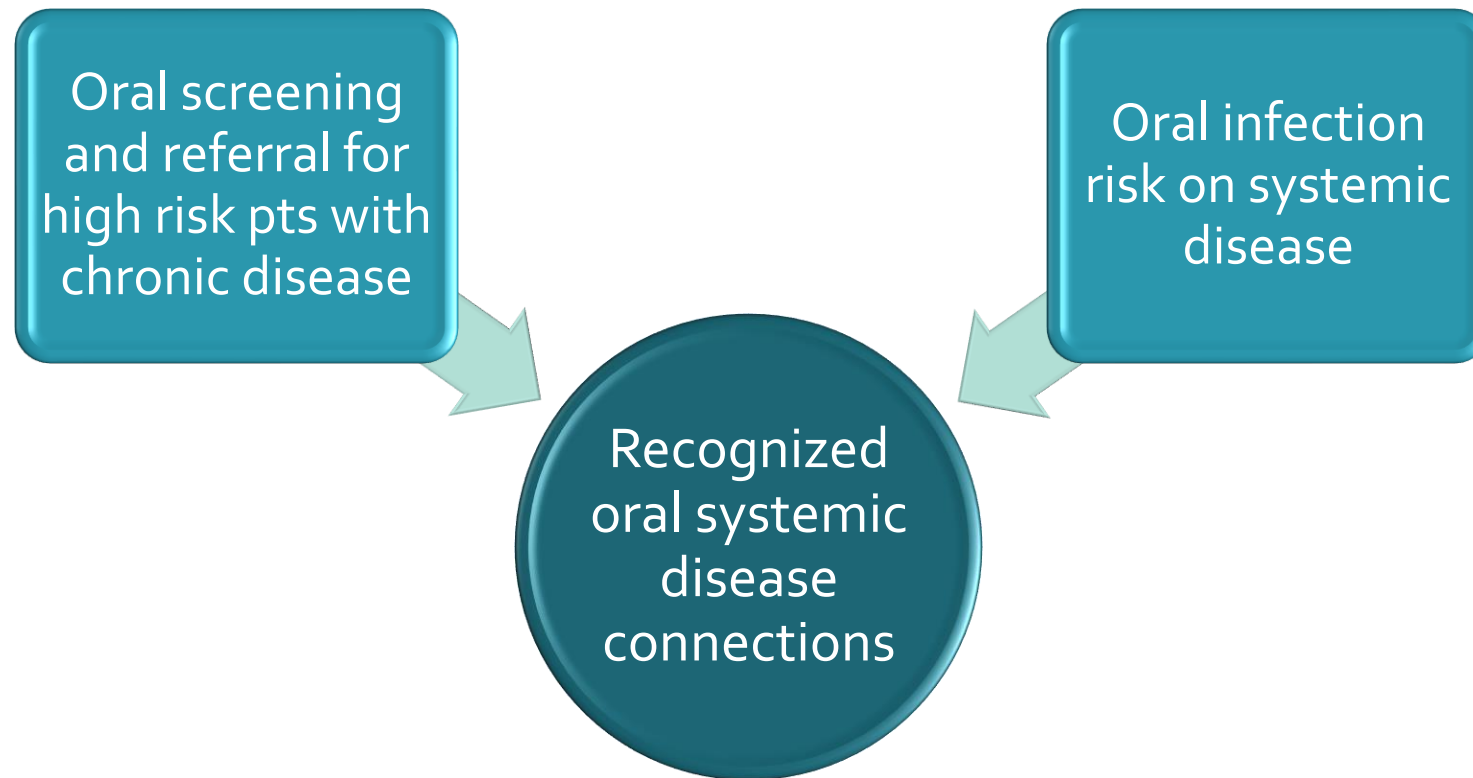 Oral screening
and referral for
high risk pts with
chronic disease
Oral infection
risk on systemic
disease
Recognized
oral systemic
disease
connections